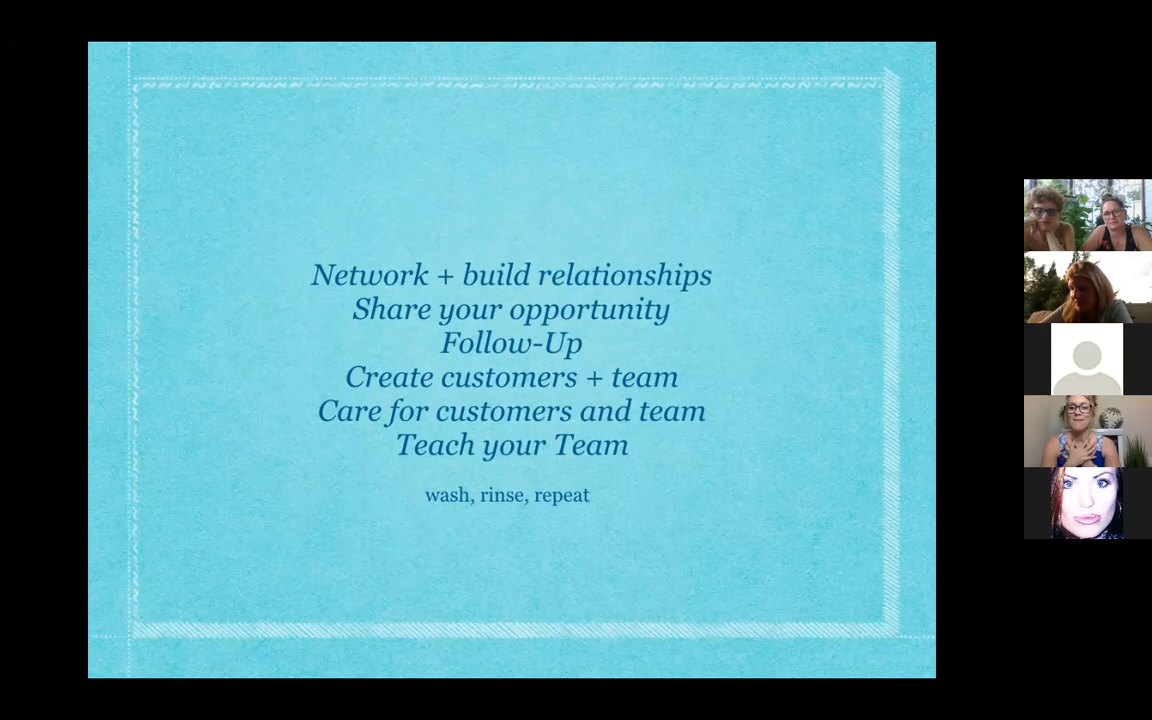 Network + build relationships
Share your opportunity
Follow-Up
Create customers + team
Care for customers and team
Teach your Team
wash, rinse, repeat